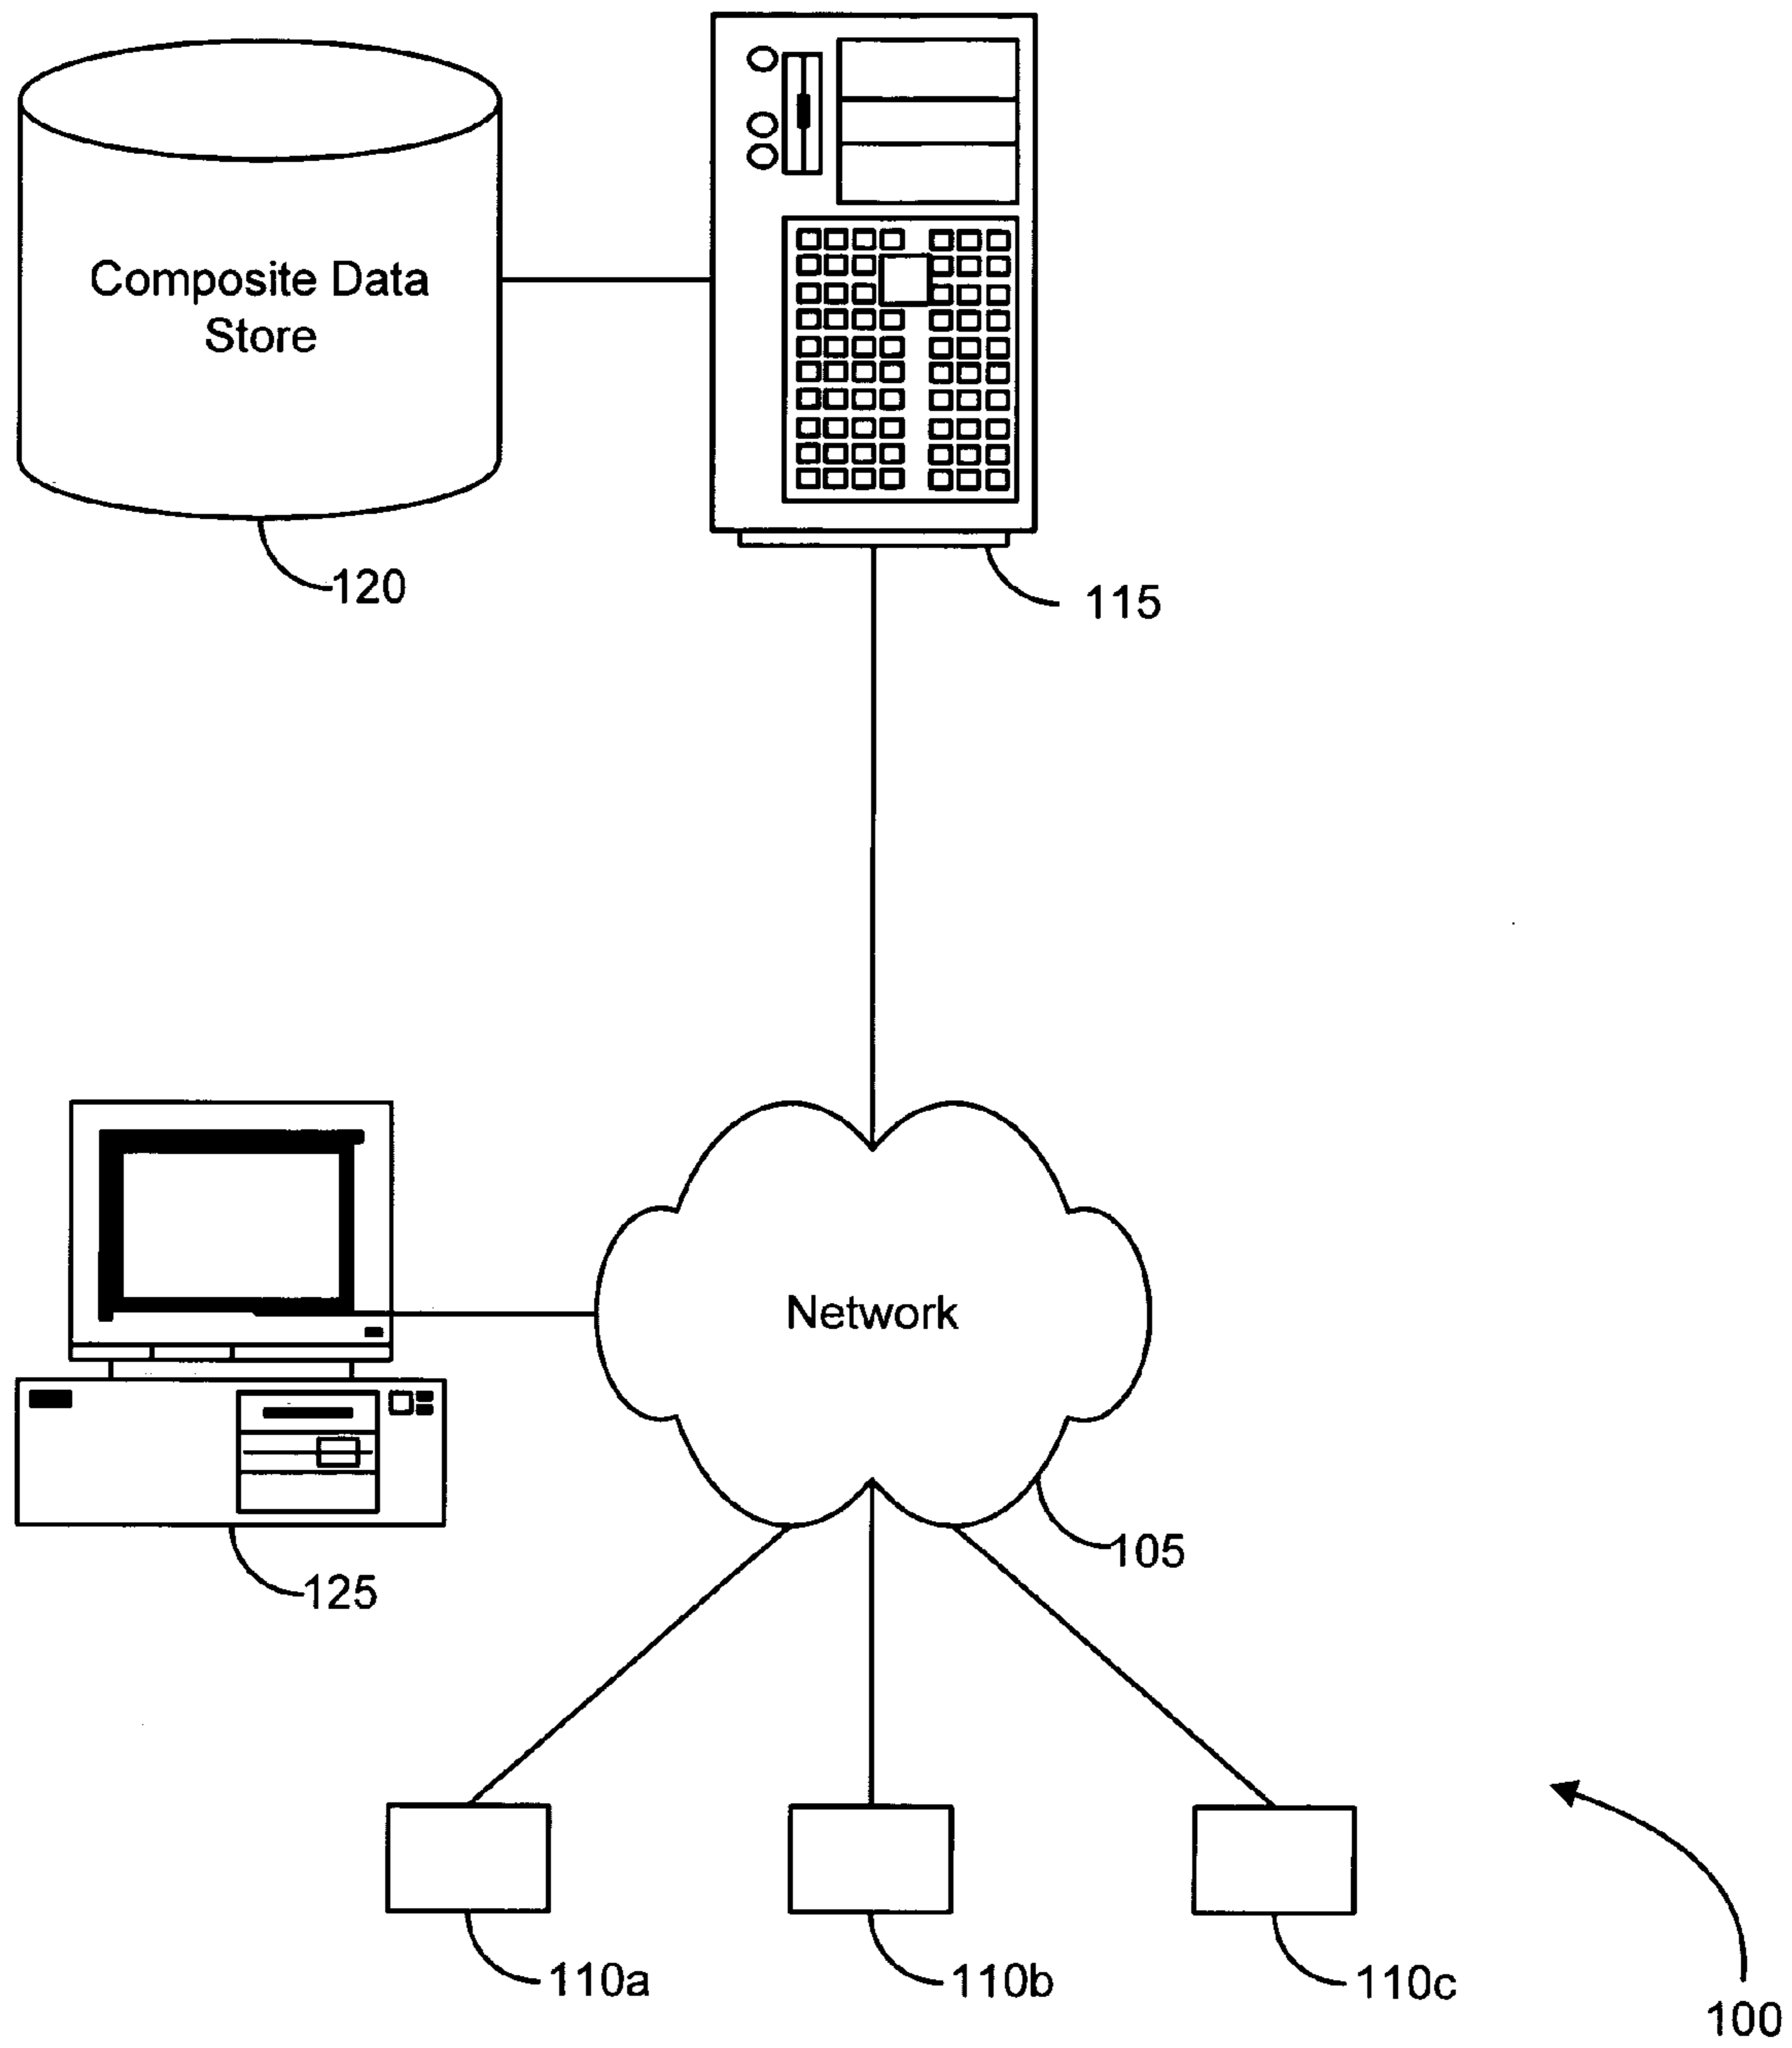 Composite Data
Store
120
115
Network
105
125
110a
110b
110c
100